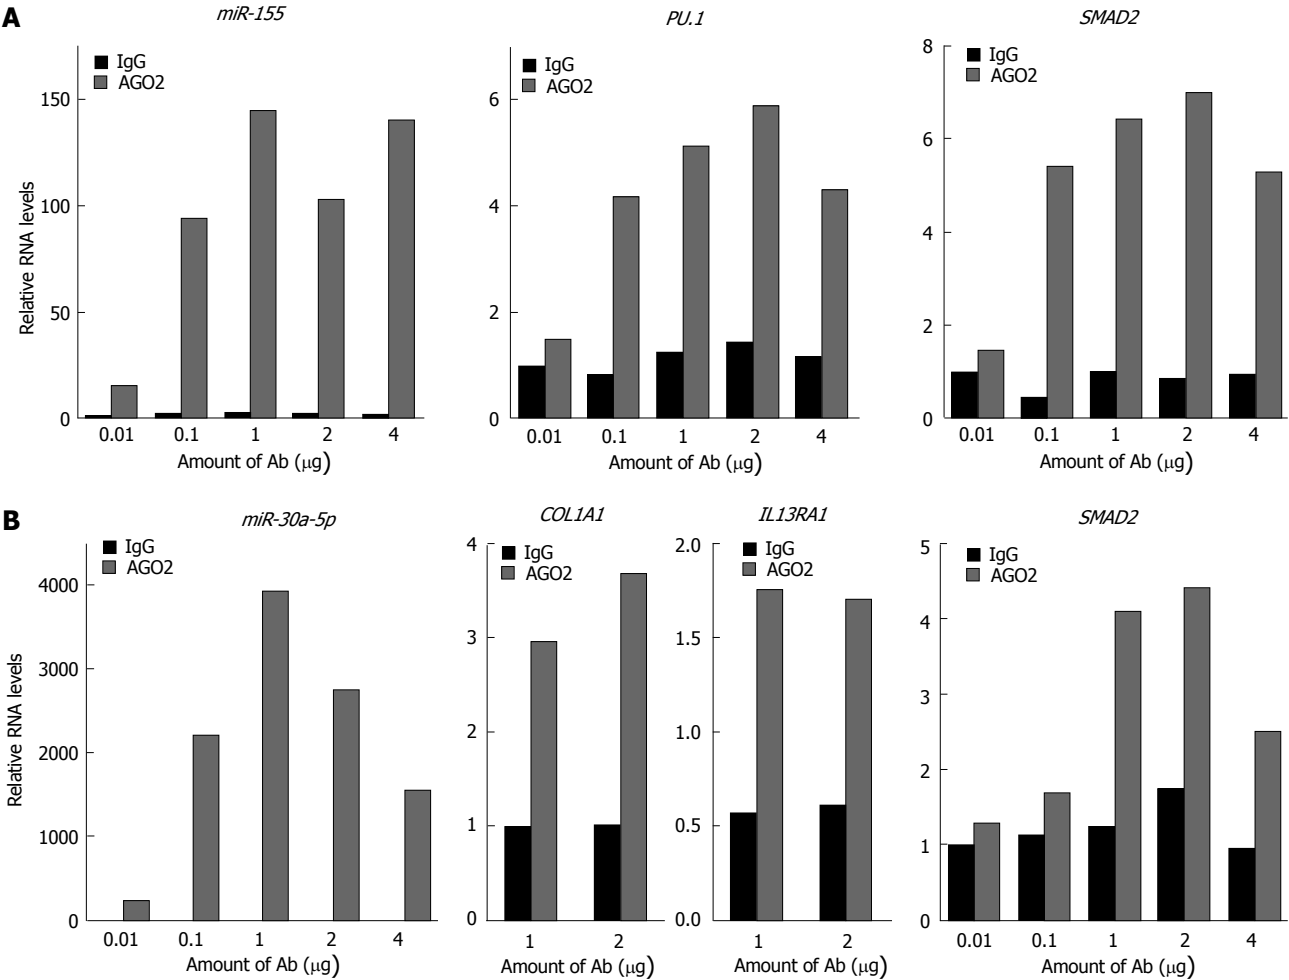 A
miR-155
IgG
AGO2
150
100
50
0
Relative RNA levels
0.01 0.1 1 2 4
Amount of Ab (μg)
PU.1
IgG
AGO2
6
4
2
0
0.01 0.1 1 2 4
Amount of Ab (μg)
SMAD2
IgG
AGO2
8
6
4
2
0
0.01 0.1 1 2 4
Amount of Ab (μg)
B
miR-30a-5p
IgG
AGO2
4000
3000
2000
1000
0
Relative RNA levels
0.01 0.1 1 2 4
Amount of Ab (μg)
COL1A1
IgG
AGO2
4
3
2
1
0
1 2
Amount of Ab (μg)
IL13RA1
IgG
AGO2
2.0
1.5
1.0
0.5
0.0
1 2
Amount of Ab (μg)
SMAD2
IgG
AGO2
5
4
3
2
1
0
0.01 0.1 1 2 4
Amount of Ab (μg)